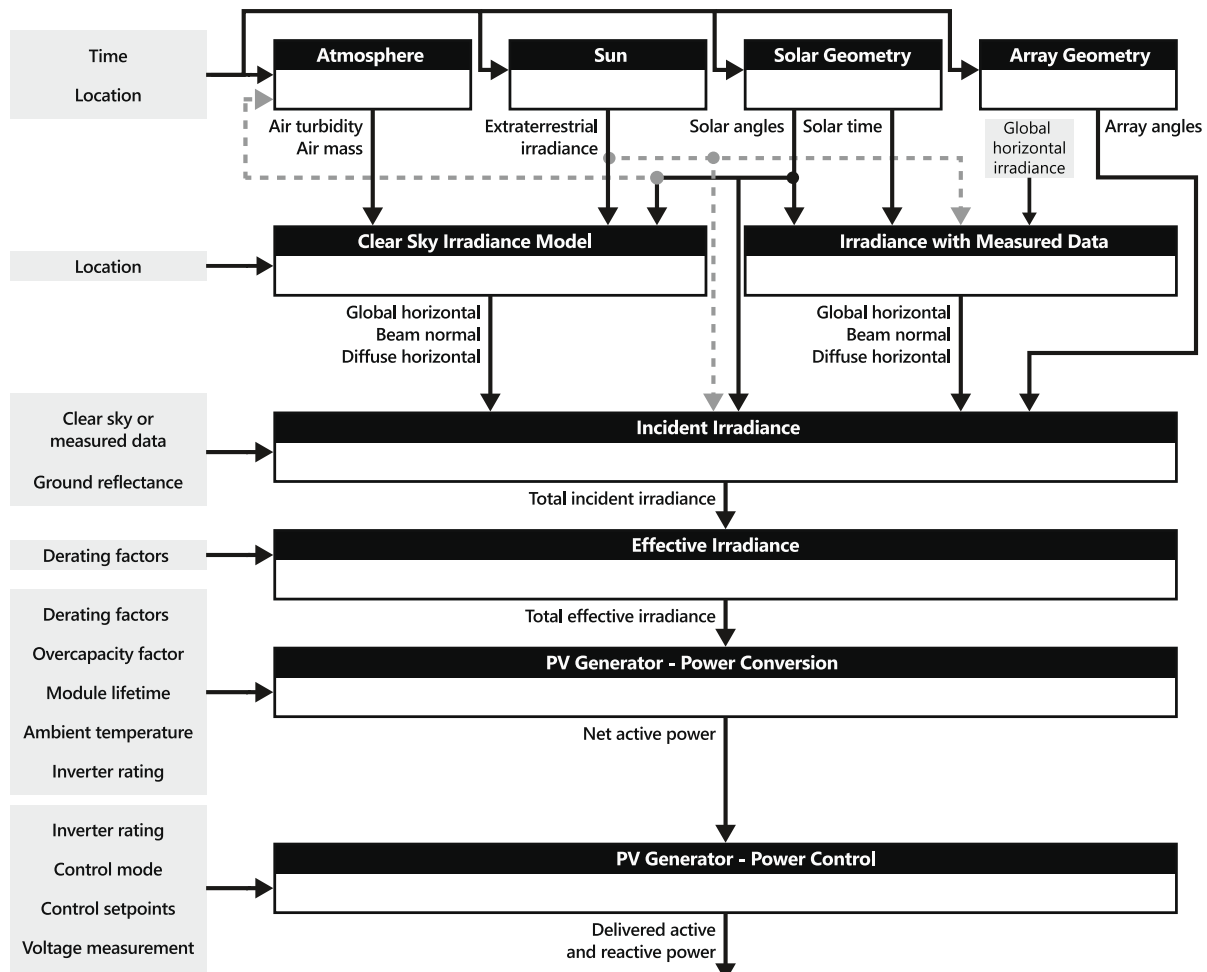 Time
Location
Atmosphere
Sun
Solar Geometry
Array Geometry
Air turbidity
Air mass
Extraterrestrial
irradiance
Solar angles
Solar time
Global
horizontal
irradiance
Array angles
Location
Clear Sky Irradiance Model
Irradiance with Measured Data
Global horizontal
Beam normal
Diffuse horizontal
Global horizontal
Beam normal
Diffuse horizontal
Clear sky or
measured data
Ground reflectance
Incident Irradiance
Total incident irradiance
Derating factors
Effective Irradiance
Total effective irradiance
Derating factors
Overcapacity factor
Module lifetime
Ambient temperature
Inverter rating
PV Generator - Power Conversion
Net active power
Inverter rating
Control mode
Control setpoints
Voltage measurement
PV Generator - Power Control
Delivered active
and reactive power